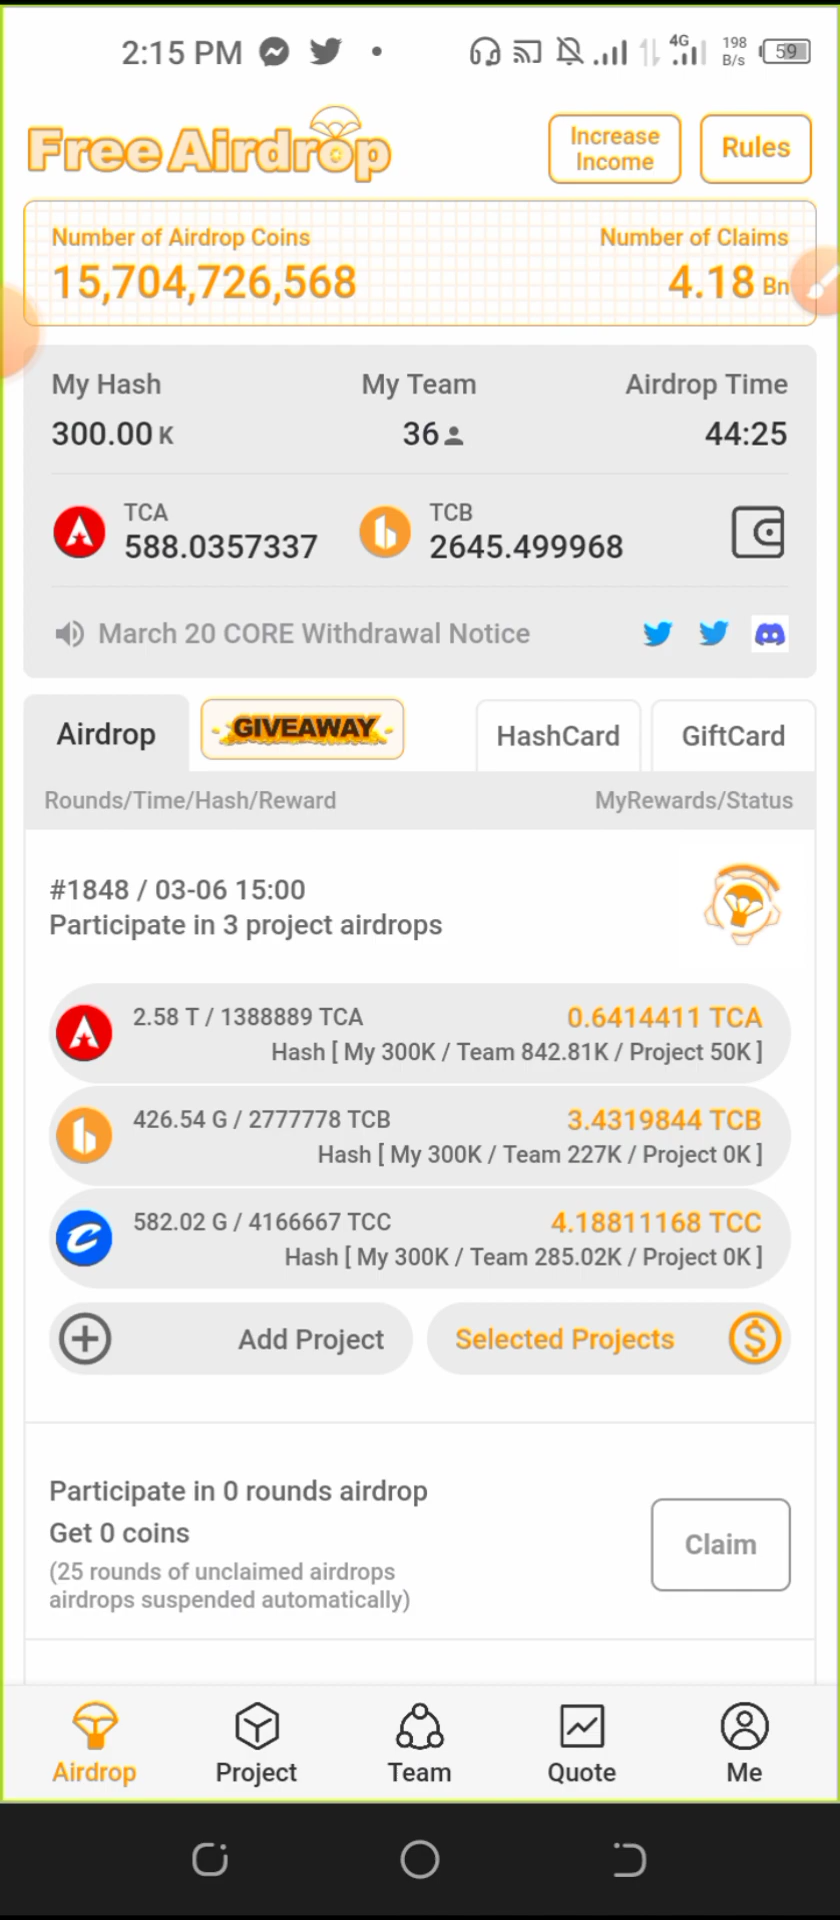 2:15 PM
4G
198
B/s
59
Free Airdrop
Increase
Income
Rules
Number of Airdrop Coins
Number of Claims
15,704,726,568
4.18 Bn
My Hash
My Team
Airdrop Time
300.00 K
36
44:25
TCA
588.0357337
TCB
2645.499968
March 20 CORE Withdrawal Notice
Airdrop
GIVEAWAY
HashCard
GiftCard
Rounds/Time/Hash/Reward
MyRewards/Status
#1848 / 03-06 15:00
Participate in 3 project airdrops
2.58 T / 1388889 TCA
0.6414411 TCA
Hash [ My 300K / Team 842.81K / Project 50K ]
426.54 G / 2777778 TCB
3.4319844 TCB
Hash [ My 300K / Team 227K / Project 0K ]
582.02 G / 4166667 TCC
4.18811168 TCC
Hash [ My 300K / Team 285.02K / Project 0K ]
Add Project
Selected Projects
Participate in 0 rounds airdrop
Get 0 coins
(25 rounds of unclaimed airdrops
airdrops suspended automatically)
Claim
Airdrop
Project
Team
Quote
Me